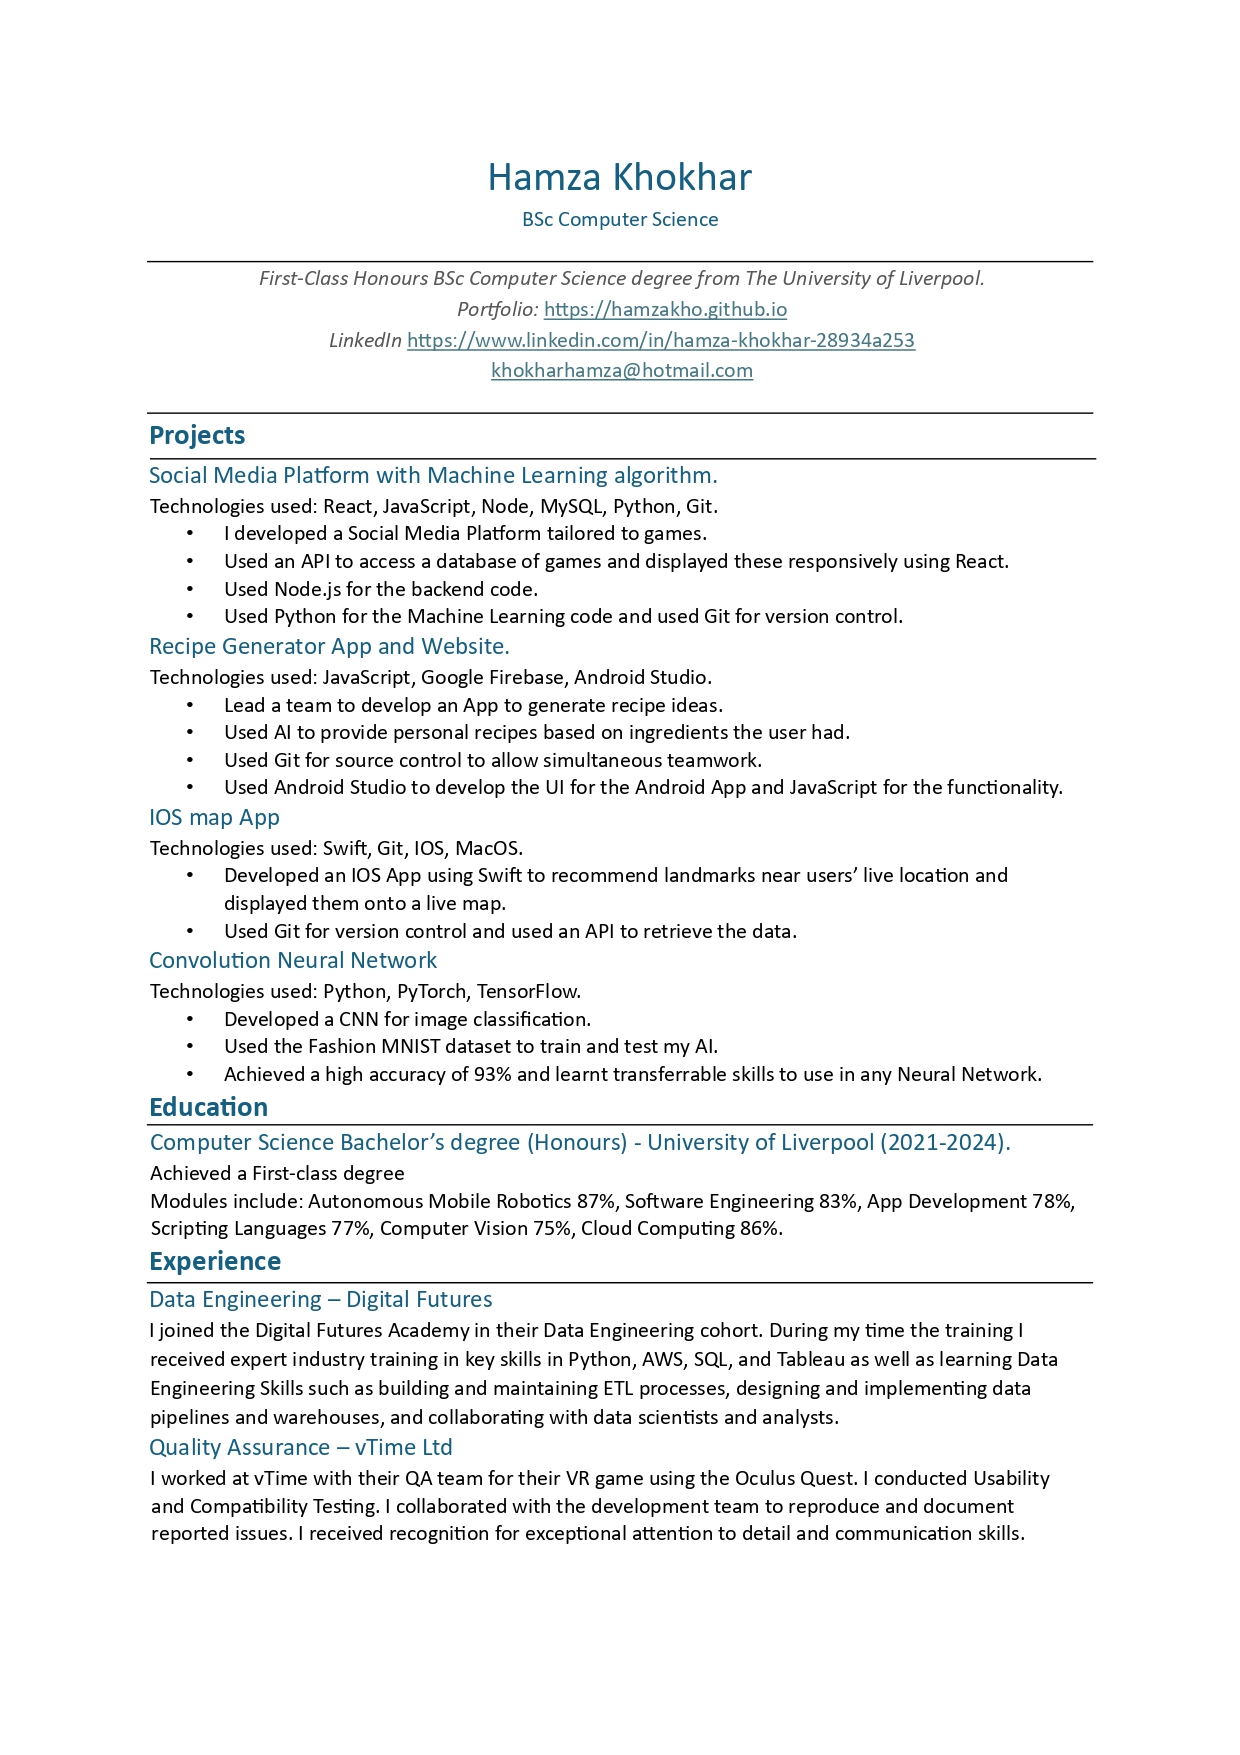 Hamza Khokhar
BSc Computer Science
First-Class Honours BSc Computer Science degree from The University of Liverpool.
Portfolio: https://hamzakho.github.io
LinkedIn https://www.linkedin.com/in/hamza-khokhar-28934a253
khokharhamza@hotmail.com
Projects
Social Media Platform with Machine Learning algorithm.
Technologies used: React, JavaScript, Node, MySQL, Python, Git.
• I developed a Social Media Platform tailored to games.
• Used an API to access a database of games and displayed these responsively using React.
• Used Node.js for the backend code.
• Used Python for the Machine Learning code and used Git for version control.
Recipe Generator App and Website.
Technologies used: JavaScript, Google Firebase, Android Studio.
• Lead a team to develop an App to generate recipe ideas.
• Used AI to provide personal recipes based on ingredients the user had.
• Used Git for source control to allow simultaneous teamwork.
• Used Android Studio to develop the UI for the Android App and JavaScript for the functionality.
IOS map App
Technologies used: Swift, Git, IOS, MacOS.
• Developed an IOS App using Swift to recommend landmarks near users’ live location and
displayed them onto a live map.
• Used Git for version control and used an API to retrieve the data.
Convolution Neural Network
Technologies used: Python, PyTorch, TensorFlow.
• Developed a CNN for image classification.
• Used the Fashion MNIST dataset to train and test my AI.
• Achieved a high accuracy of 93% and learnt transferrable skills to use in any Neural Network.
Education
Computer Science Bachelor’s degree (Honours) - University of Liverpool (2021-2024).
Achieved a First-class degree
Modules include: Autonomous Mobile Robotics 87%, Software Engineering 83%, App Development 78%,
Scripting Languages 77%, Computer Vision 75%, Cloud Computing 86%.
Experience
Data Engineering – Digital Futures
I joined the Digital Futures Academy in their Data Engineering cohort. During my time the training I
received expert industry training in key skills in Python, AWS, SQL, and Tableau as well as learning Data
Engineering Skills such as building and maintaining ETL processes, designing and implementing data
pipelines and warehouses, and collaborating with data scientists and analysts.
Quality Assurance – vTime Ltd
I worked at vTime with their QA team for their VR game using the Oculus Quest. I conducted Usability
and Compatibility Testing. I collaborated with the development team to reproduce and document
reported issues. I received recognition for exceptional attention to detail and communication skills.